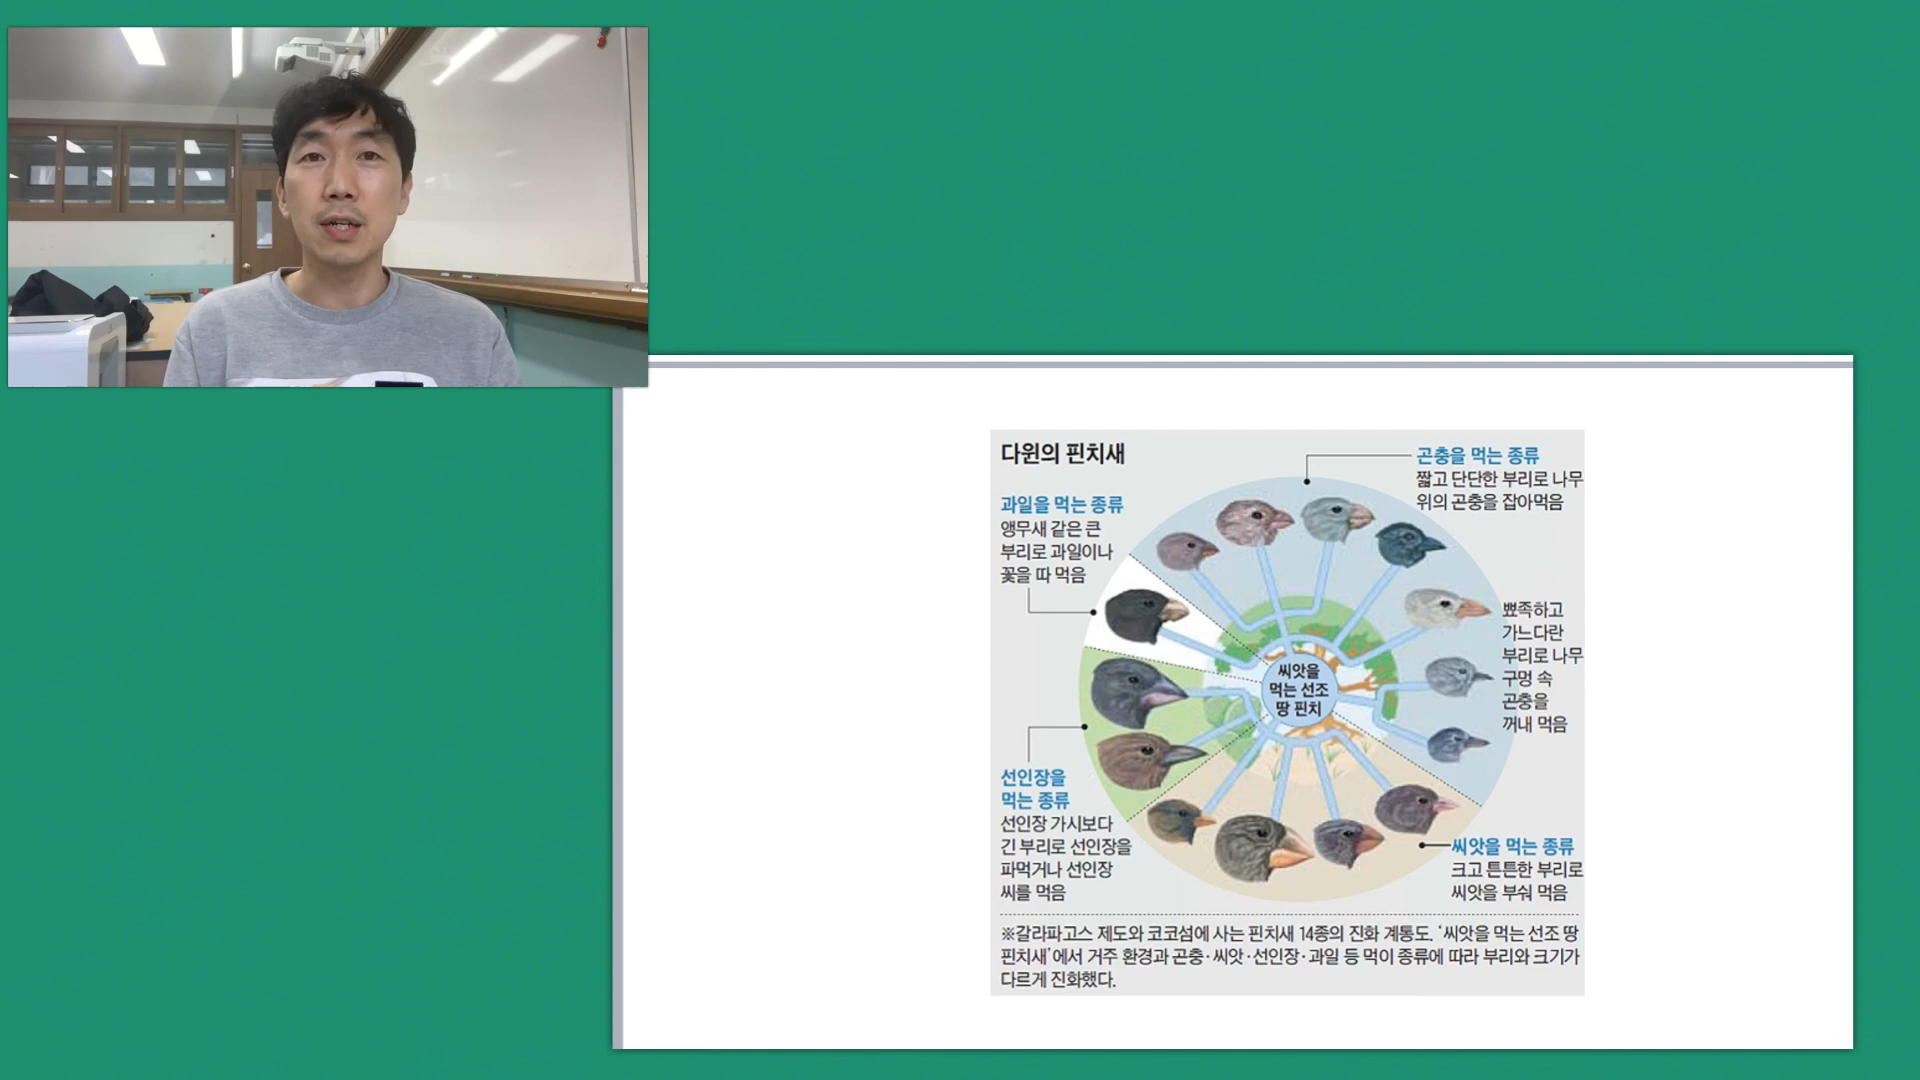 다윈의 핀치새
곤충을 먹는 종류
짧고 단단한 부리로 나무
위의 곤충을 잡아먹음
과일을 먹는 종류
앵무새 같은 큰
부리로 과일이나
꽃을 따 먹음
뾰족하고
가느다란
부리로 나무
구멍 속
곤충을
꺼내 먹음
씨앗을
먹는 선조
땅 핀치
선인장을
먹는 종류
선인장 가시보다
긴 부리로 선인장을
파먹거나 선인장
씨를 먹음
씨앗을 먹는 종류
크고 튼튼한 부리로
씨앗을 부숴 먹음
※갈라파고스 제도와 코코섬에 사는 핀치새 14종의 진화 계통도. ‘씨앗을 먹는 선조 땅
핀치새’에서 거주 환경과 곤충·씨앗·선인장·과일 등 먹이 종류에 따라 부리와 크기가
다르게 진화했다.